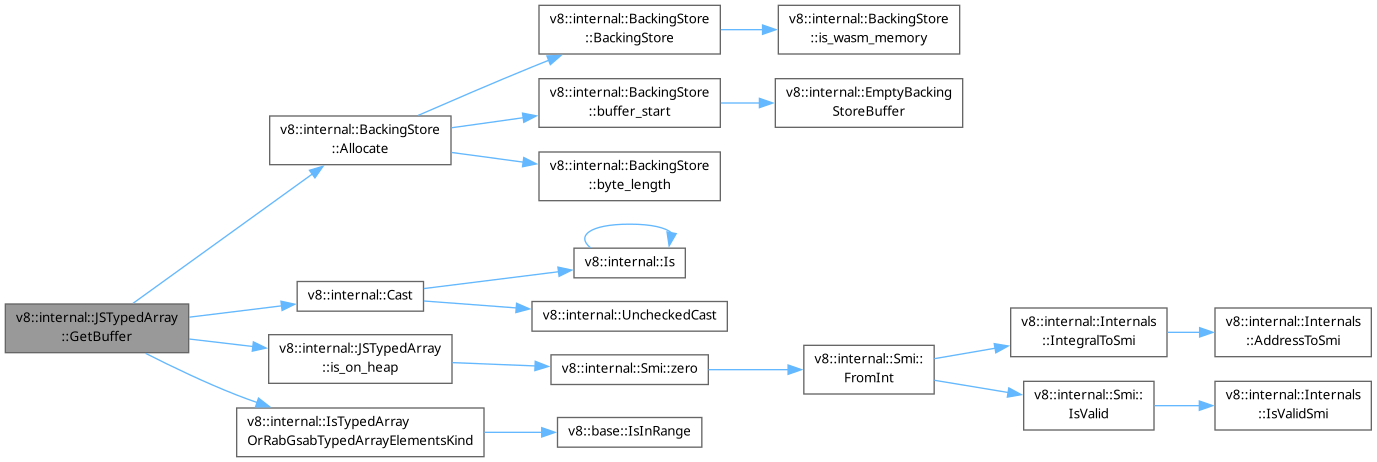 v8::internal::BackingStore
::BackingStore
v8::internal::BackingStore
::is_wasm_memory
v8::internal::BackingStore
::buffer_start
v8::internal::EmptyBacking
StoreBuffer
v8::internal::BackingStore
::Allocate
v8::internal::BackingStore
::byte_length
v8::internal::Is
v8::internal::Cast
v8::internal::UncheckedCast
v8::internal::JSTypedArray
::GetBuffer
v8::internal::JSTypedArray
::is_on_heap
v8::internal::Smi::zero
v8::internal::Smi::
FromInt
v8::internal::Internals
::IntegralToSmi
v8::internal::Internals
::AddressToSmi
v8::internal::Smi::
IsValid
v8::internal::Internals
::IsValidSmi
v8::internal::IsTypedArray
OrRabGsabTypedArrayElementsKind
v8::base::IsInRange